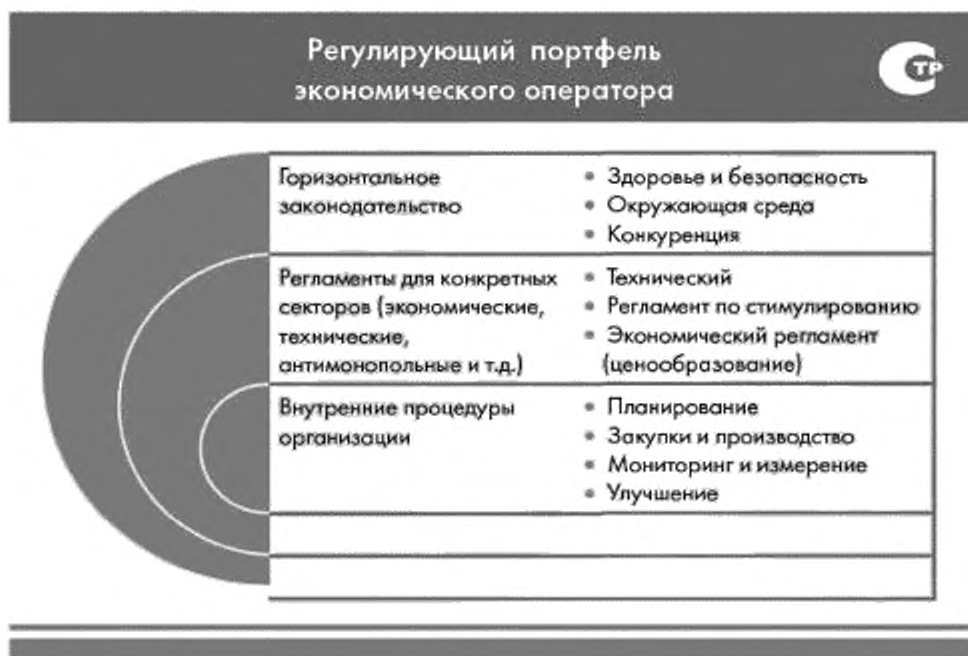 Регулирующий портфель
экономического оператора
СТР
Горизонтальное
законодательство
• Здоровье и безопасность
• Окружающая среда
• Конкуренция
Регламенты для конкретных
секторов (экономические,
технические,
антимонопольные и т.д.)
• Технический
• Регламент по стимулированию
• Экономический регламент
(ценообразование)
Внутренние процедуры
организации
• Планирование
• Закупки и производство
• Мониторинг и измерение
• Улучшение